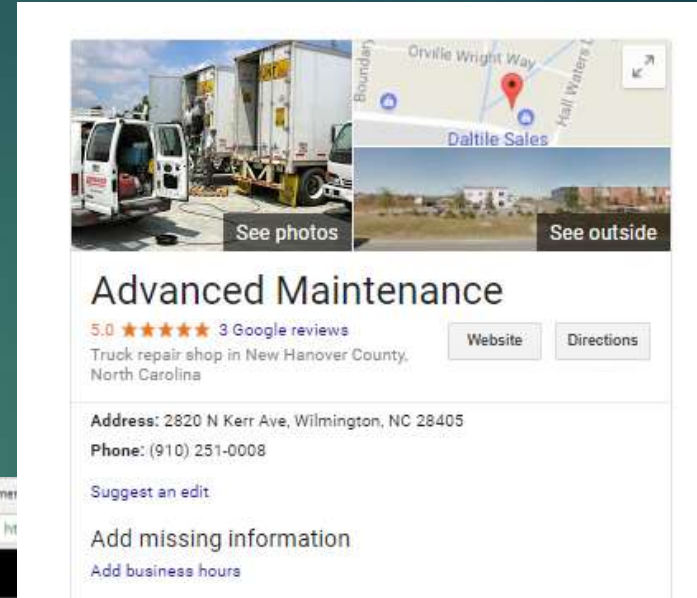 Boundary
Orville Wright Way
Hall Waters
Daltile Sales
See photos
See outside
Advanced Maintenance
5.0 ★★★★★ 3 Google reviews
Website
Directions
Truck repair shop in New Hanover County,
North Carolina
Address: 2820 N Kerr Ave, Wilmington, NC 28405
Phone: (910) 251-0008
Suggest an edit
Add missing information
Add business hours